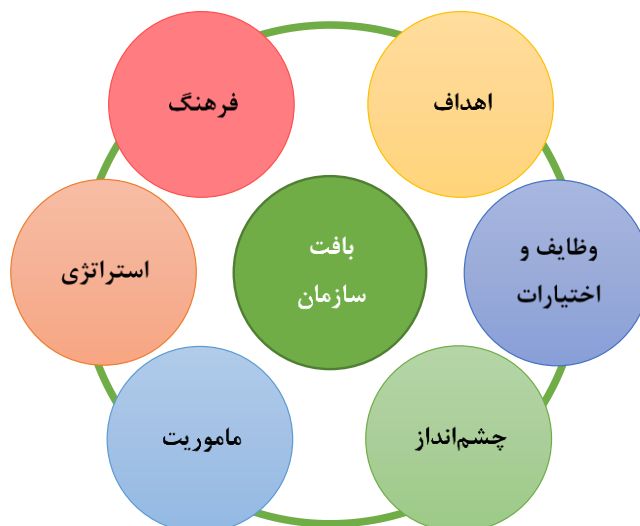 اهداف
فرهنگ
وظایف و
اختیارات
بافت
سازمان
استراتژی
چشم‌انداز
ماموریت